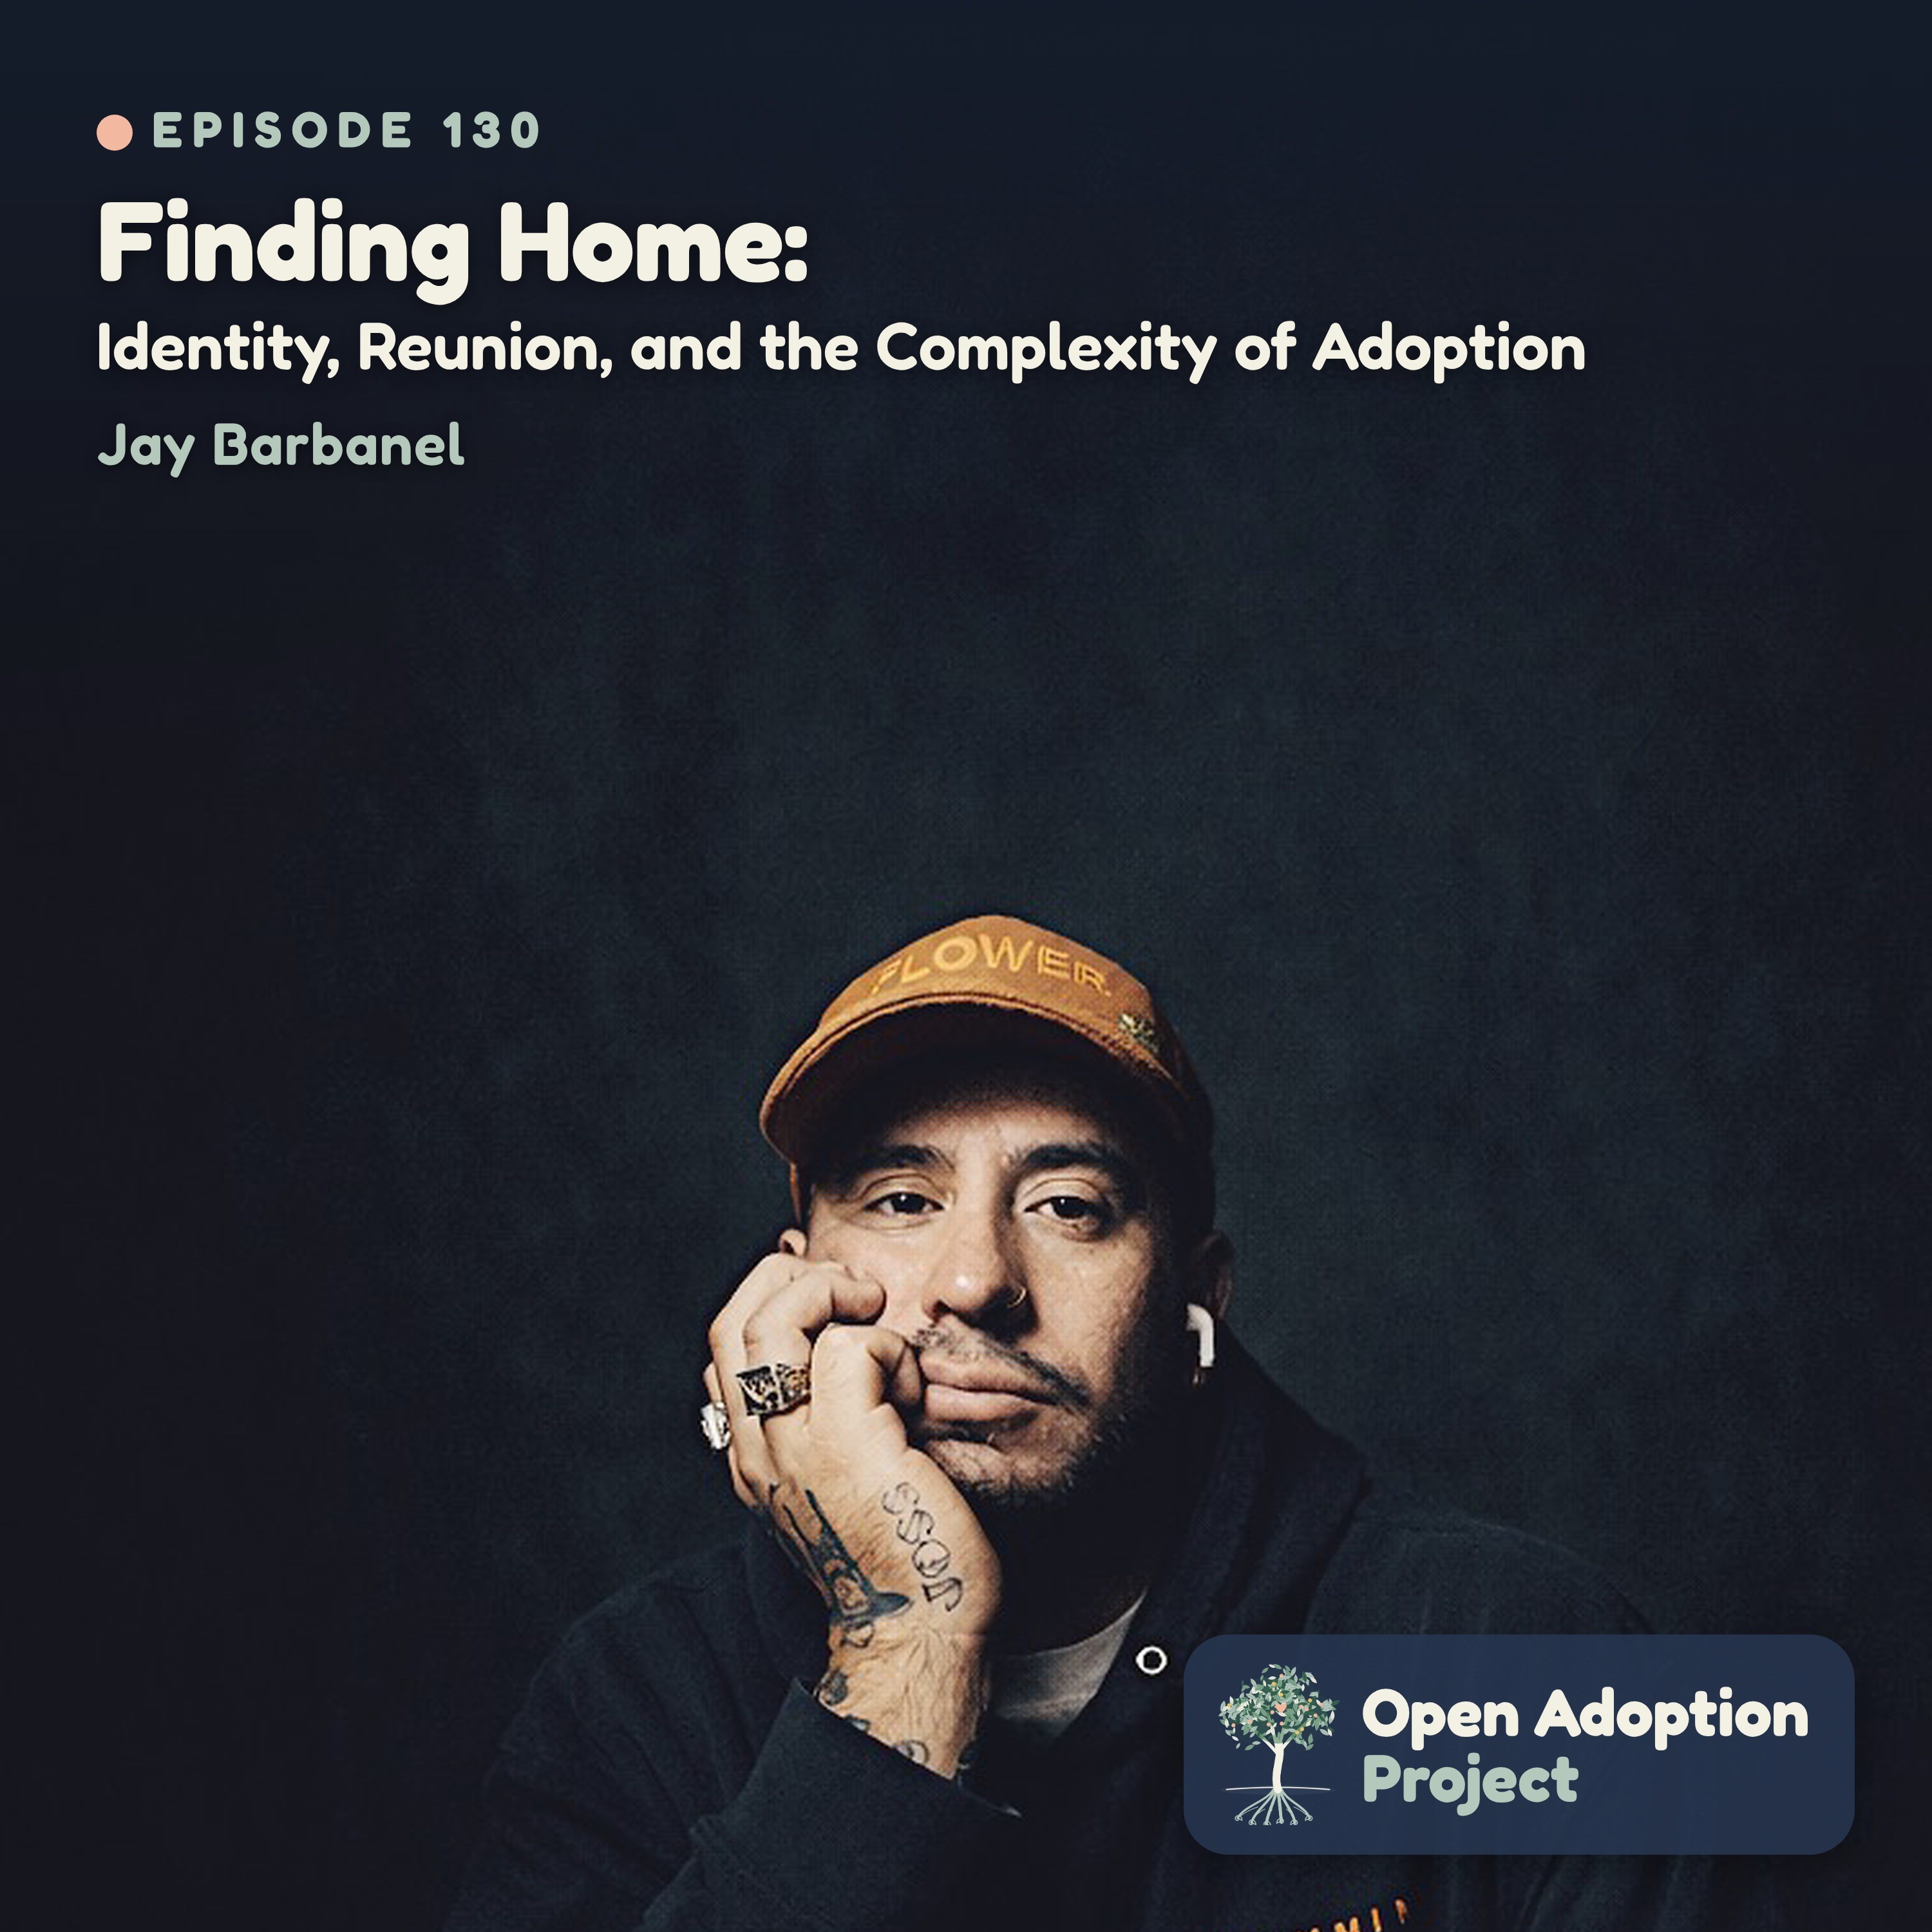 EPISODE 130
Finding Home:
Identity, Reunion, and the Complexity of Adoption
Jay Barbanel
FLOWER
Open Adoption
Project